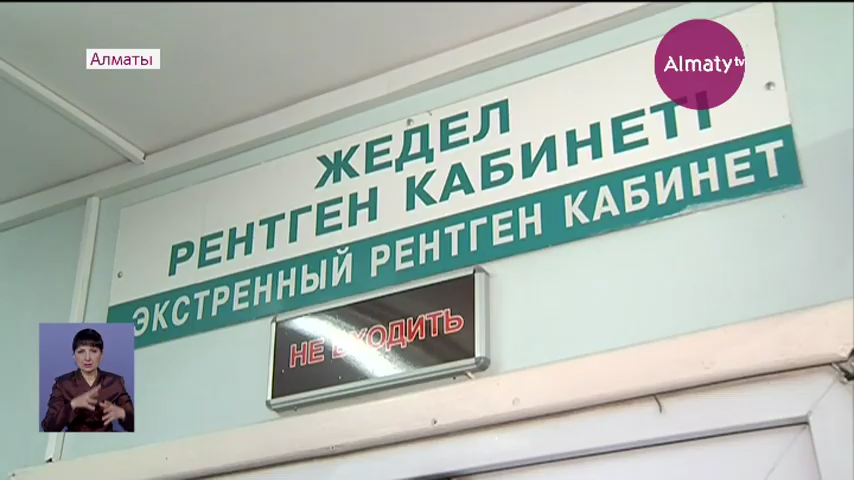 Алматы
Almaty tv
ЖЕДЕЛ
РЕНТГЕН КАБИНЕТІ
ЭКСТРЕННЫЙ РЕНТГЕН КАБИНЕТ
НЕ ВХОДИТЬ